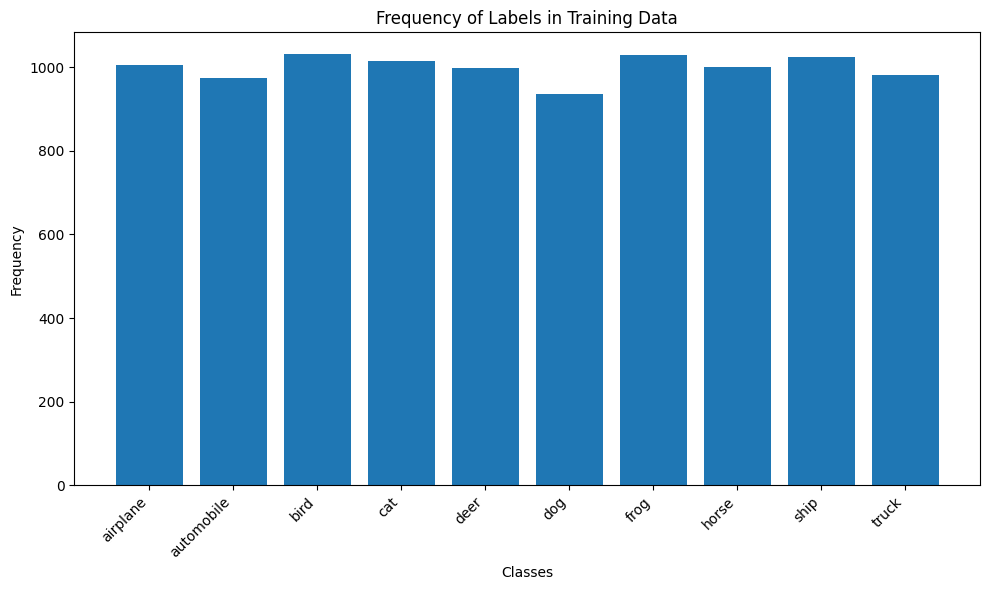 Frequency of Labels in Training Data
1000
800
600
400
200
0
Frequency
airplane
automobile
bird
cat
deer
dog
frog
horse
ship
truck
Classes